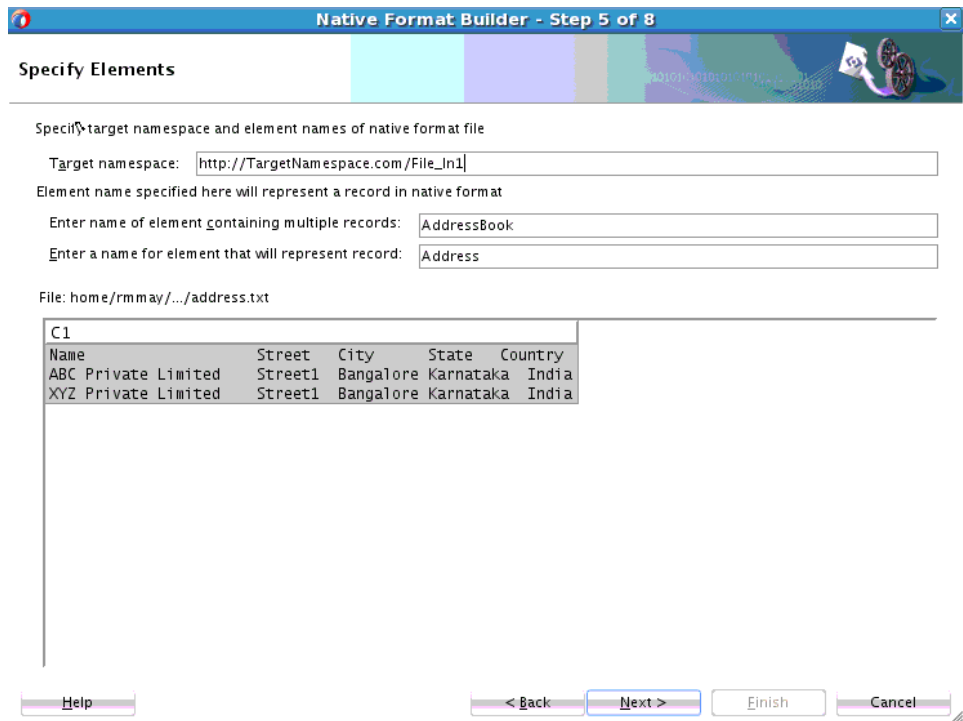 Native Format Builder - Step 5 of 8
Specify Elements
Specify target namespace and element names of native format file
Target namespace: http://TargetNamespace.com/File_In1
Element name specified here will represent a record in native format
Enter name of element containing multiple records: AddressBook
Enter a name for element that will represent record: Address
File: home/rmmay/.../address.txt
C1
Name Street City State Country
ABC Private Limited Street1 Bangalore Karnataka India
XYZ Private Limited Street1 Bangalore Karnataka India
Help < Back Next > Finish Cancel